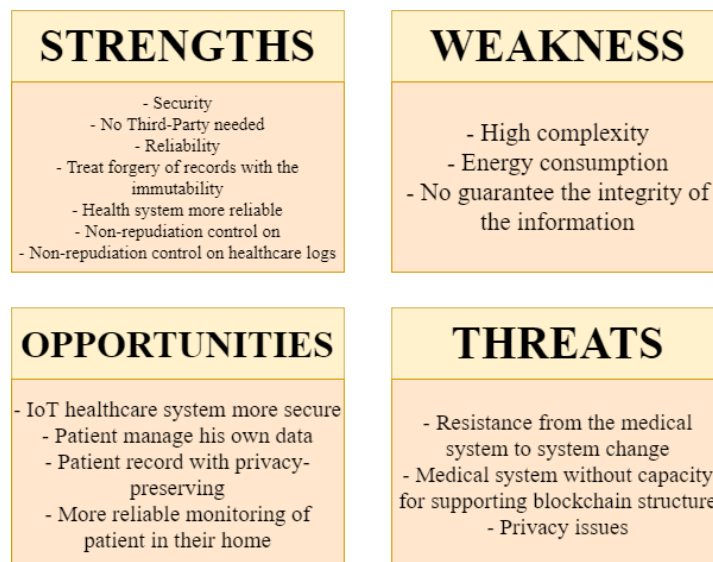 STRENGTHS
- Security
- No Third-Party needed
- Reliability
- Treat forgery of records with the
immutability
- Health system more reliable
- Non-repudiation control on
- Non-repudiation control on healthcare logs
WEAKNESS
- High complexity
- Energy consumption
- No guarantee the integrity of
the information
OPPORTUNITIES
- IoT healthcare system more secure
- Patient manage his own data
- Patient record with privacy-
preserving
- More reliable monitoring of
patient in their home
THREATS
- Resistance from the medical
system to system change
- Medical system without capacity
for supporting blockchain structure
- Privacy issues